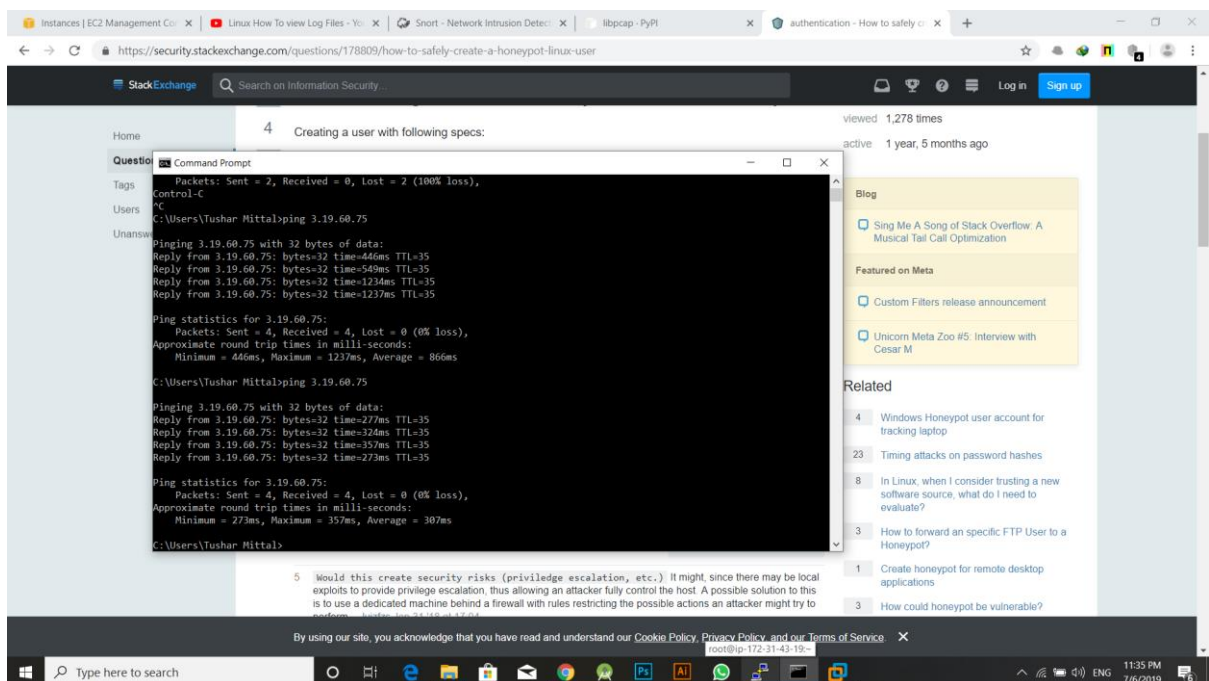 Instances | EC2 Management Co
Linux How To view Log Files - Yo
Snort - Network Intrusion Detect
libpcap · PyPI
authentication - How to safely c
https://security.stackexchange.com/questions/178809/how-to-safely-create-a-honeypot-linux-user
4
StackExchange
Search on Information Security...
Log in
Sign up
Home
Questio
Tags
Users
Unansw
4
Creating a user with following specs:
viewed 1,278 times
active 1 year, 5 months ago
Command Prompt
Packets: Sent = 2, Received = 0, Lost = 2 (100% loss),
Control-C
^C
C:\Users\Tushar Mittal>ping 3.19.60.75
Pinging 3.19.60.75 with 32 bytes of data:
Reply from 3.19.60.75: bytes=32 time=446ms TTL=35
Reply from 3.19.60.75: bytes=32 time=549ms TTL=35
Reply from 3.19.60.75: bytes=32 time=1234ms TTL=35
Reply from 3.19.60.75: bytes=32 time=1237ms TTL=35
Ping statistics for 3.19.60.75:
Packets: Sent = 4, Received = 4, Lost = 0 (0% loss),
Approximate round trip times in milli-seconds:
Minimum = 446ms, Maximum = 1237ms, Average = 866ms
C:\Users\Tushar Mittal>ping 3.19.60.75
Pinging 3.19.60.75 with 32 bytes of data:
Reply from 3.19.60.75: bytes=32 time=277ms TTL=35
Reply from 3.19.60.75: bytes=32 time=324ms TTL=35
Reply from 3.19.60.75: bytes=32 time=357ms TTL=35
Reply from 3.19.60.75: bytes=32 time=273ms TTL=35
Ping statistics for 3.19.60.75:
Packets: Sent = 4, Received = 4, Lost = 0 (0% loss),
Approximate round trip times in milli-seconds:
Minimum = 273ms, Maximum = 357ms, Average = 307ms
C:\Users\Tushar Mittal>
Blog
Sing Me A Song of Stack Overflow: A
Musical Tail Call Optimization
Featured on Meta
Custom Filters release announcement
Unicorn Meta Zoo #5: Interview with
Cesar M
Related
4 Windows Honeypot user account for
tracking laptop
23 Timing attacks on password hashes
8 In Linux, when I consider trusting a new
software source, what do I need to
evaluate?
3 How to forward an specific FTP User to a
Honeypot?
1 Create honeypot for remote desktop
applications
3 How could honeypot be vulnerable?
5 Would this create security risks (priviledge escalation, etc.) It might, since there may be local
exploits to provide privilege escalation, thus allowing an attacker fully control the host. A possible solution to this
is to use a dedicated machine behind a firewall with rules restricting the possible actions an attacker might try to
By using our site, you acknowledge that you have read and understand our Cookie Policy, Privacy Policy, and our Terms of Service.
root@ip-172-31-43-19:~
Type here to search
Ps
Ai
ENG
11:35 PM
7/6/2019
6